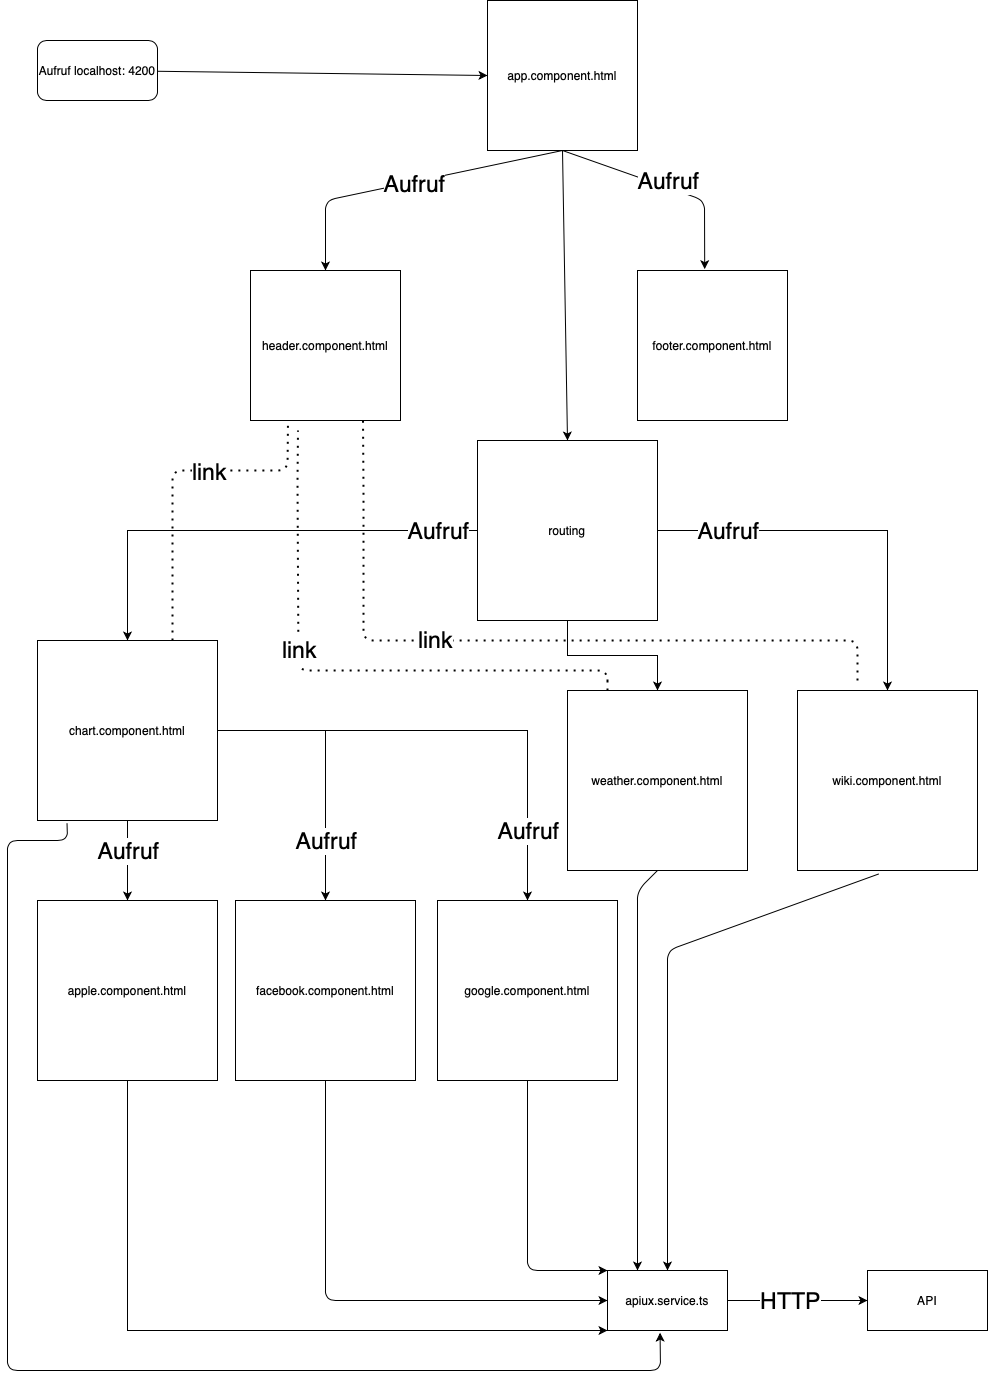 app.component.html
Aufruf localhost: 4200
Aufruf
Aufruf
header.component.html
footer.component.html
link
Aufruf
routing
Aufruf
link
link
chart.component.html
weather.component.html
wiki.component.html
Aufruf
Aufruf
Aufruf
apple.component.html
facebook.component.html
google.component.html
apiux.service.ts
HTTP
API